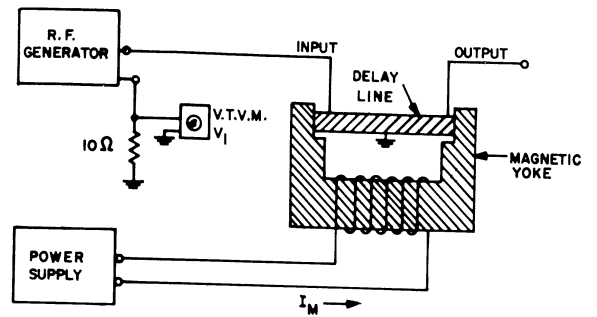 R.F.
GENERATOR
INPUT
OUTPUT
DELAY
LINE
V.T.V.M.
V1
10Ω
MAGNETIC
YOKE
POWER
SUPPLY
IM